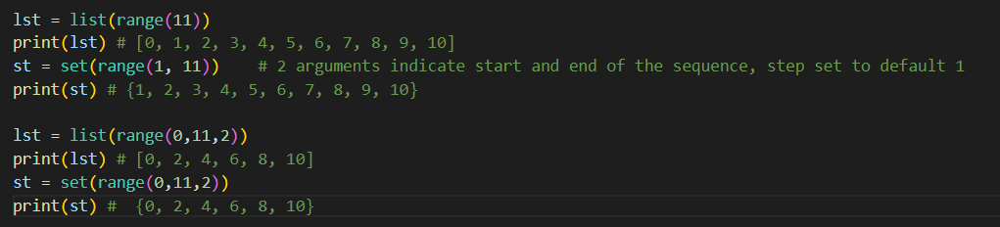 lst = list(range(11))
print(lst) # [0, 1, 2, 3, 4, 5, 6, 7, 8, 9, 10]
st = set(range(1, 11))    # 2 arguments indicate start and end of the sequence, step set to default 1
print(st) # {1, 2, 3, 4, 5, 6, 7, 8, 9, 10}

lst = list(range(0,11,2))
print(lst) # [0, 2, 4, 6, 8, 10]
st = set(range(0,11,2))
print(st) #  {0, 2, 4, 6, 8, 10}